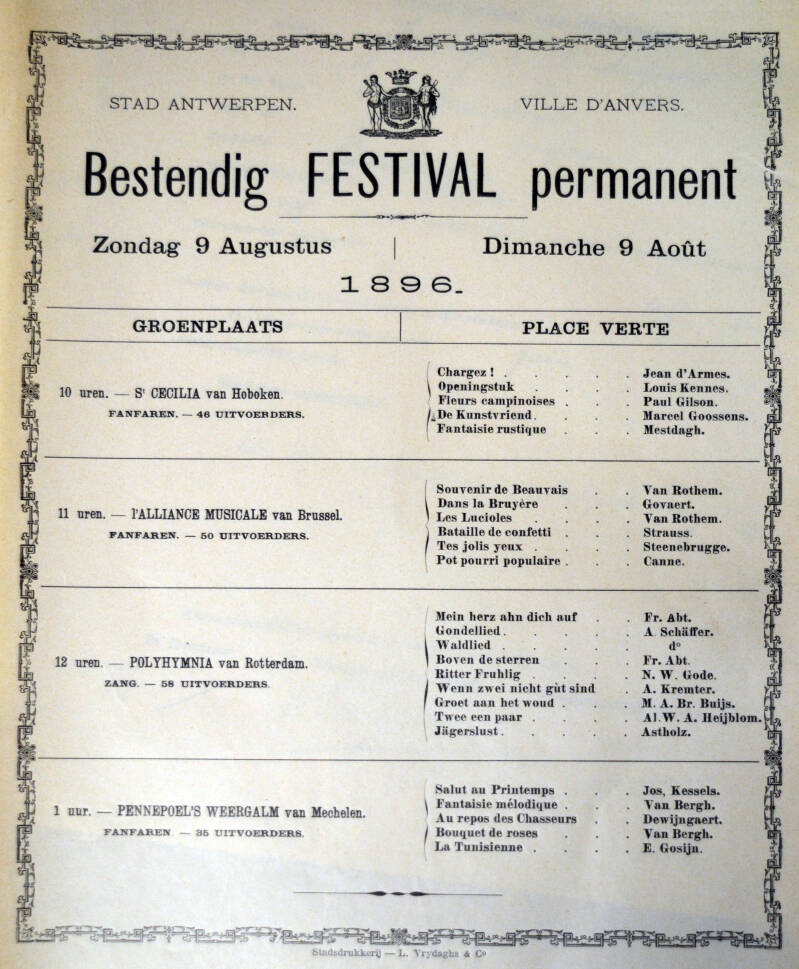 STAD ANTWERPEN. VILLE D'ANVERS.
Bestendig FESTIVAL permanent
Zondag 9 Augustus | Dimanche 9 Août
1896.
GROENPLAATS PLACE VERTE
10 uren. — St CECILIA van Hoboken.
FANFAREN. — 46 UITVOERDERS.
Chargez ! . . . . . Jean d'Armes.
Openingstuk . . . . Louis Kennes.
Fleurs campinoises . . . Paul Gilson.
De Kunstvriend . . . . Marcel Goossens.
Fantaisie rustique . . . Mestdagh.
11 uren. — l'ALLIANCE MUSICALE van Brussel.
FANFAREN. — 50 UITVOERDERS.
Souvenir de Beauvais . . Van Rothem.
Dans la Bruyère . . . Govaert.
Les Lucioles . . . . Van Rothem.
Bataille de confetti . . . Strauss.
Tes jolis yeux . . . . Steenebrugge.
Pot pourri populaire . . . Canne.
12 uren. — POLYHYMNIA van Rotterdam.
ZANG. — 58 UITVOERDERS.
Mein herz ahn dich auf . . Fr. Abt.
Gondellied . . . . . A. Schäffer.
Waldlied . . . . . do
Boven de sterren . . . Fr. Abt.
Ritter Fruhlig . . . . N. W. Gode.
Wenn zwei nicht gùt sind . A. Kremter.
Groet aan het woud . . . M. A. Br. Buijs.
Twee een paar . . . . Al. W. A. Heijblom.
Jägerslust . . . . . Astholz.
1 uur. — PENNEPOEL'S WEERGALM van Mechelen.
FANFAREN. — 35 UITVOERDERS.
Salut au Printemps . . . Jos, Kessels.
Fantaisie mélodique . . . Van Bergh.
Au repos des Chasseurs . . Dewijngaert.
Bouquet de roses . . . Van Bergh.
La Tunisienne . . . . E. Gosijn.
Stadsdrukkerij — L. Vrydaghs & Co